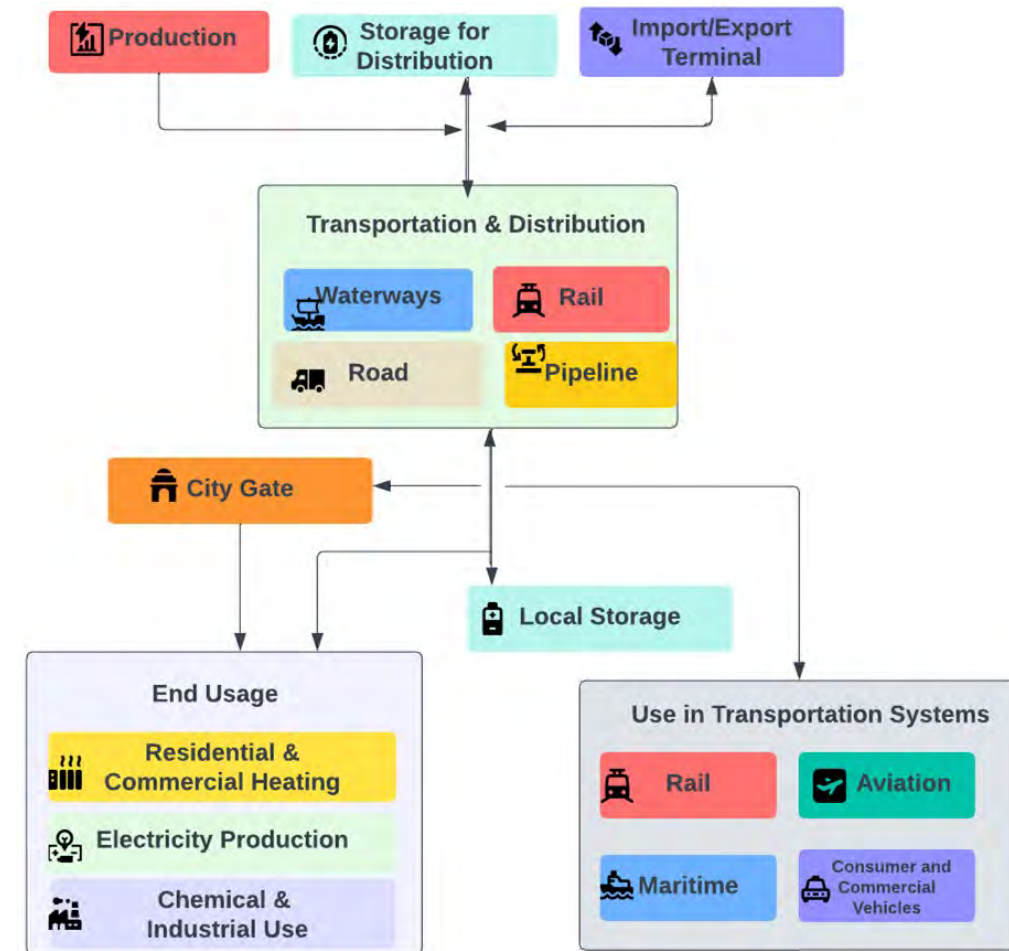 Production
Storage for
Distribution
Import/Export
Terminal
Transportation & Distribution
Waterways
Rail
Road
Pipeline
City Gate
Local Storage
End Usage
Residential &
Commercial Heating
Electricity Production
Chemical &
Industrial Use
Use in Transportation Systems
Rail
Aviation
Maritime
Consumer and
Commercial
Vehicles